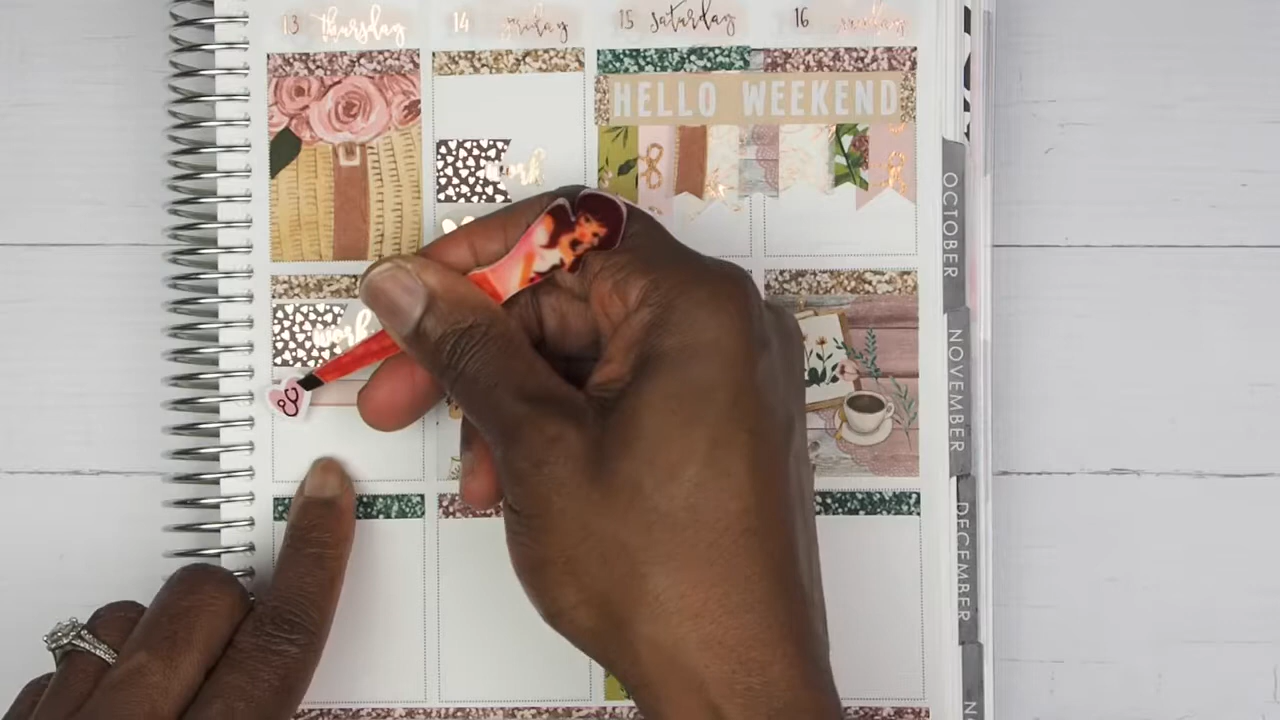 13 Thursday
14 friday
15 saturday
16 sunday
HELLO WEEKEND
work
work
OCTOBER
NOVEMBER
DECEMBER